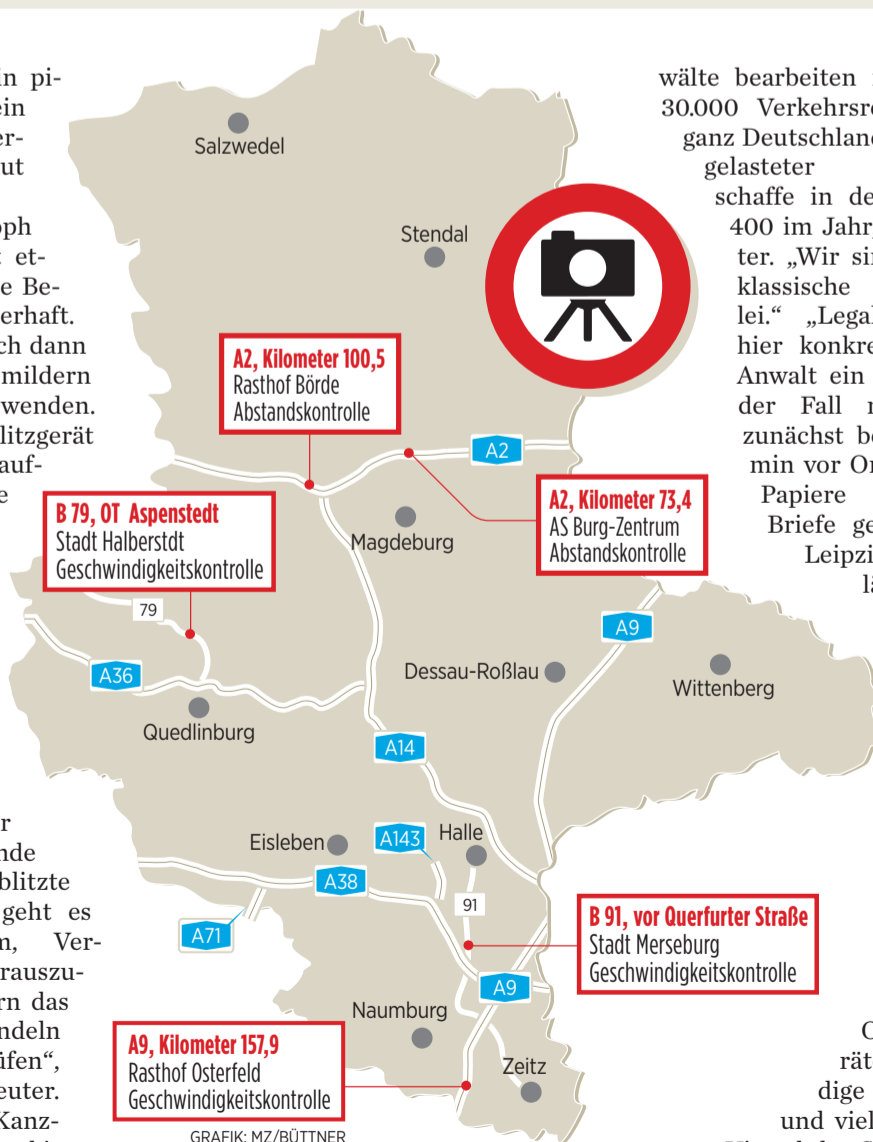 in pi-
ein
er-
ut
oph
t et-
e Be-
erhaft.
ch dann
mildern
wenden.
litzgerät
auf-
e
r
nde
blitzte
geht es
m, Ver-
rauszu-
rn das
ndeln
üfen“,
euter.
Kanz-
Salzwedel
Stendal
A2, Kilometer 100,5
Rasthof Börde
Abstandskontrolle
A2
B 79, OT Aspenstedt
Stadt Halberstdt
Geschwindigkeitskontrolle
Magdeburg
A2, Kilometer 73,4
AS Burg-Zentrum
Abstandskontrolle
79
A9
A36
Dessau-Roßlau
Wittenberg
Quedlinburg
A14
Eisleben
A143
Halle
A38
91
A71
B 91, vor Querfurter Straße
Stadt Merseburg
Geschwindigkeitskontrolle
A9
Naumburg
A9, Kilometer 157,9
Rasthof Osterfeld
Geschwindigkeitskontrolle
Zeitz
GRAFIK: MZ/BÜTTNER
wälte bearbeiten
30.000 Verkehrsre
ganz Deutschland
gelasteter
schaffe in de
400 im Jahr,
ter. „Wir sin
klassische
lei.“ „Legal
hier konkre
Anwalt ein
der Fall
zunächst be
min vor Or
Papiere
Briefe ge
Leipzi
lä
rät
dige
und viel